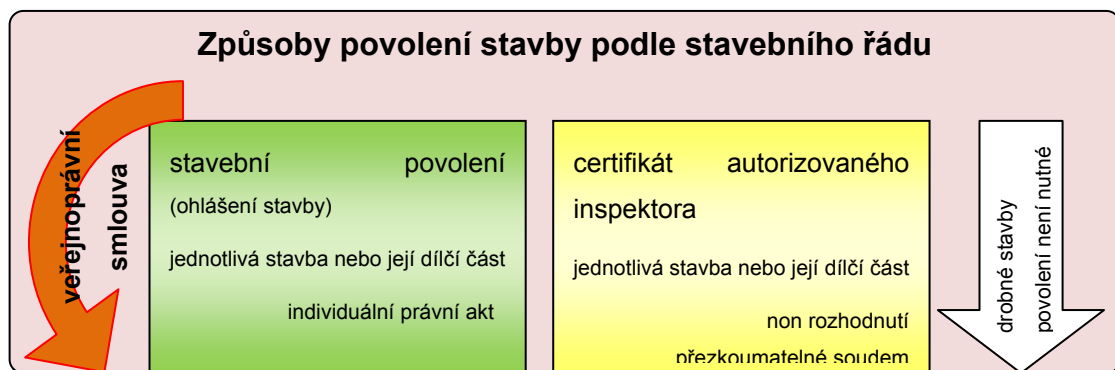 Způsoby povolení stavby podle stavebního řádu
veřejnoprávní
smlouva
stavební povolení
(ohlášení stavby)
jednotlivá stavba nebo její dílčí část
individuální právní akt
certifikát autorizovaného
inspektora
jednotlivá stavba nebo její dílčí část
non rozhodnutí
přezkoumatelné soudem
drobné stavby
povolení není nutné